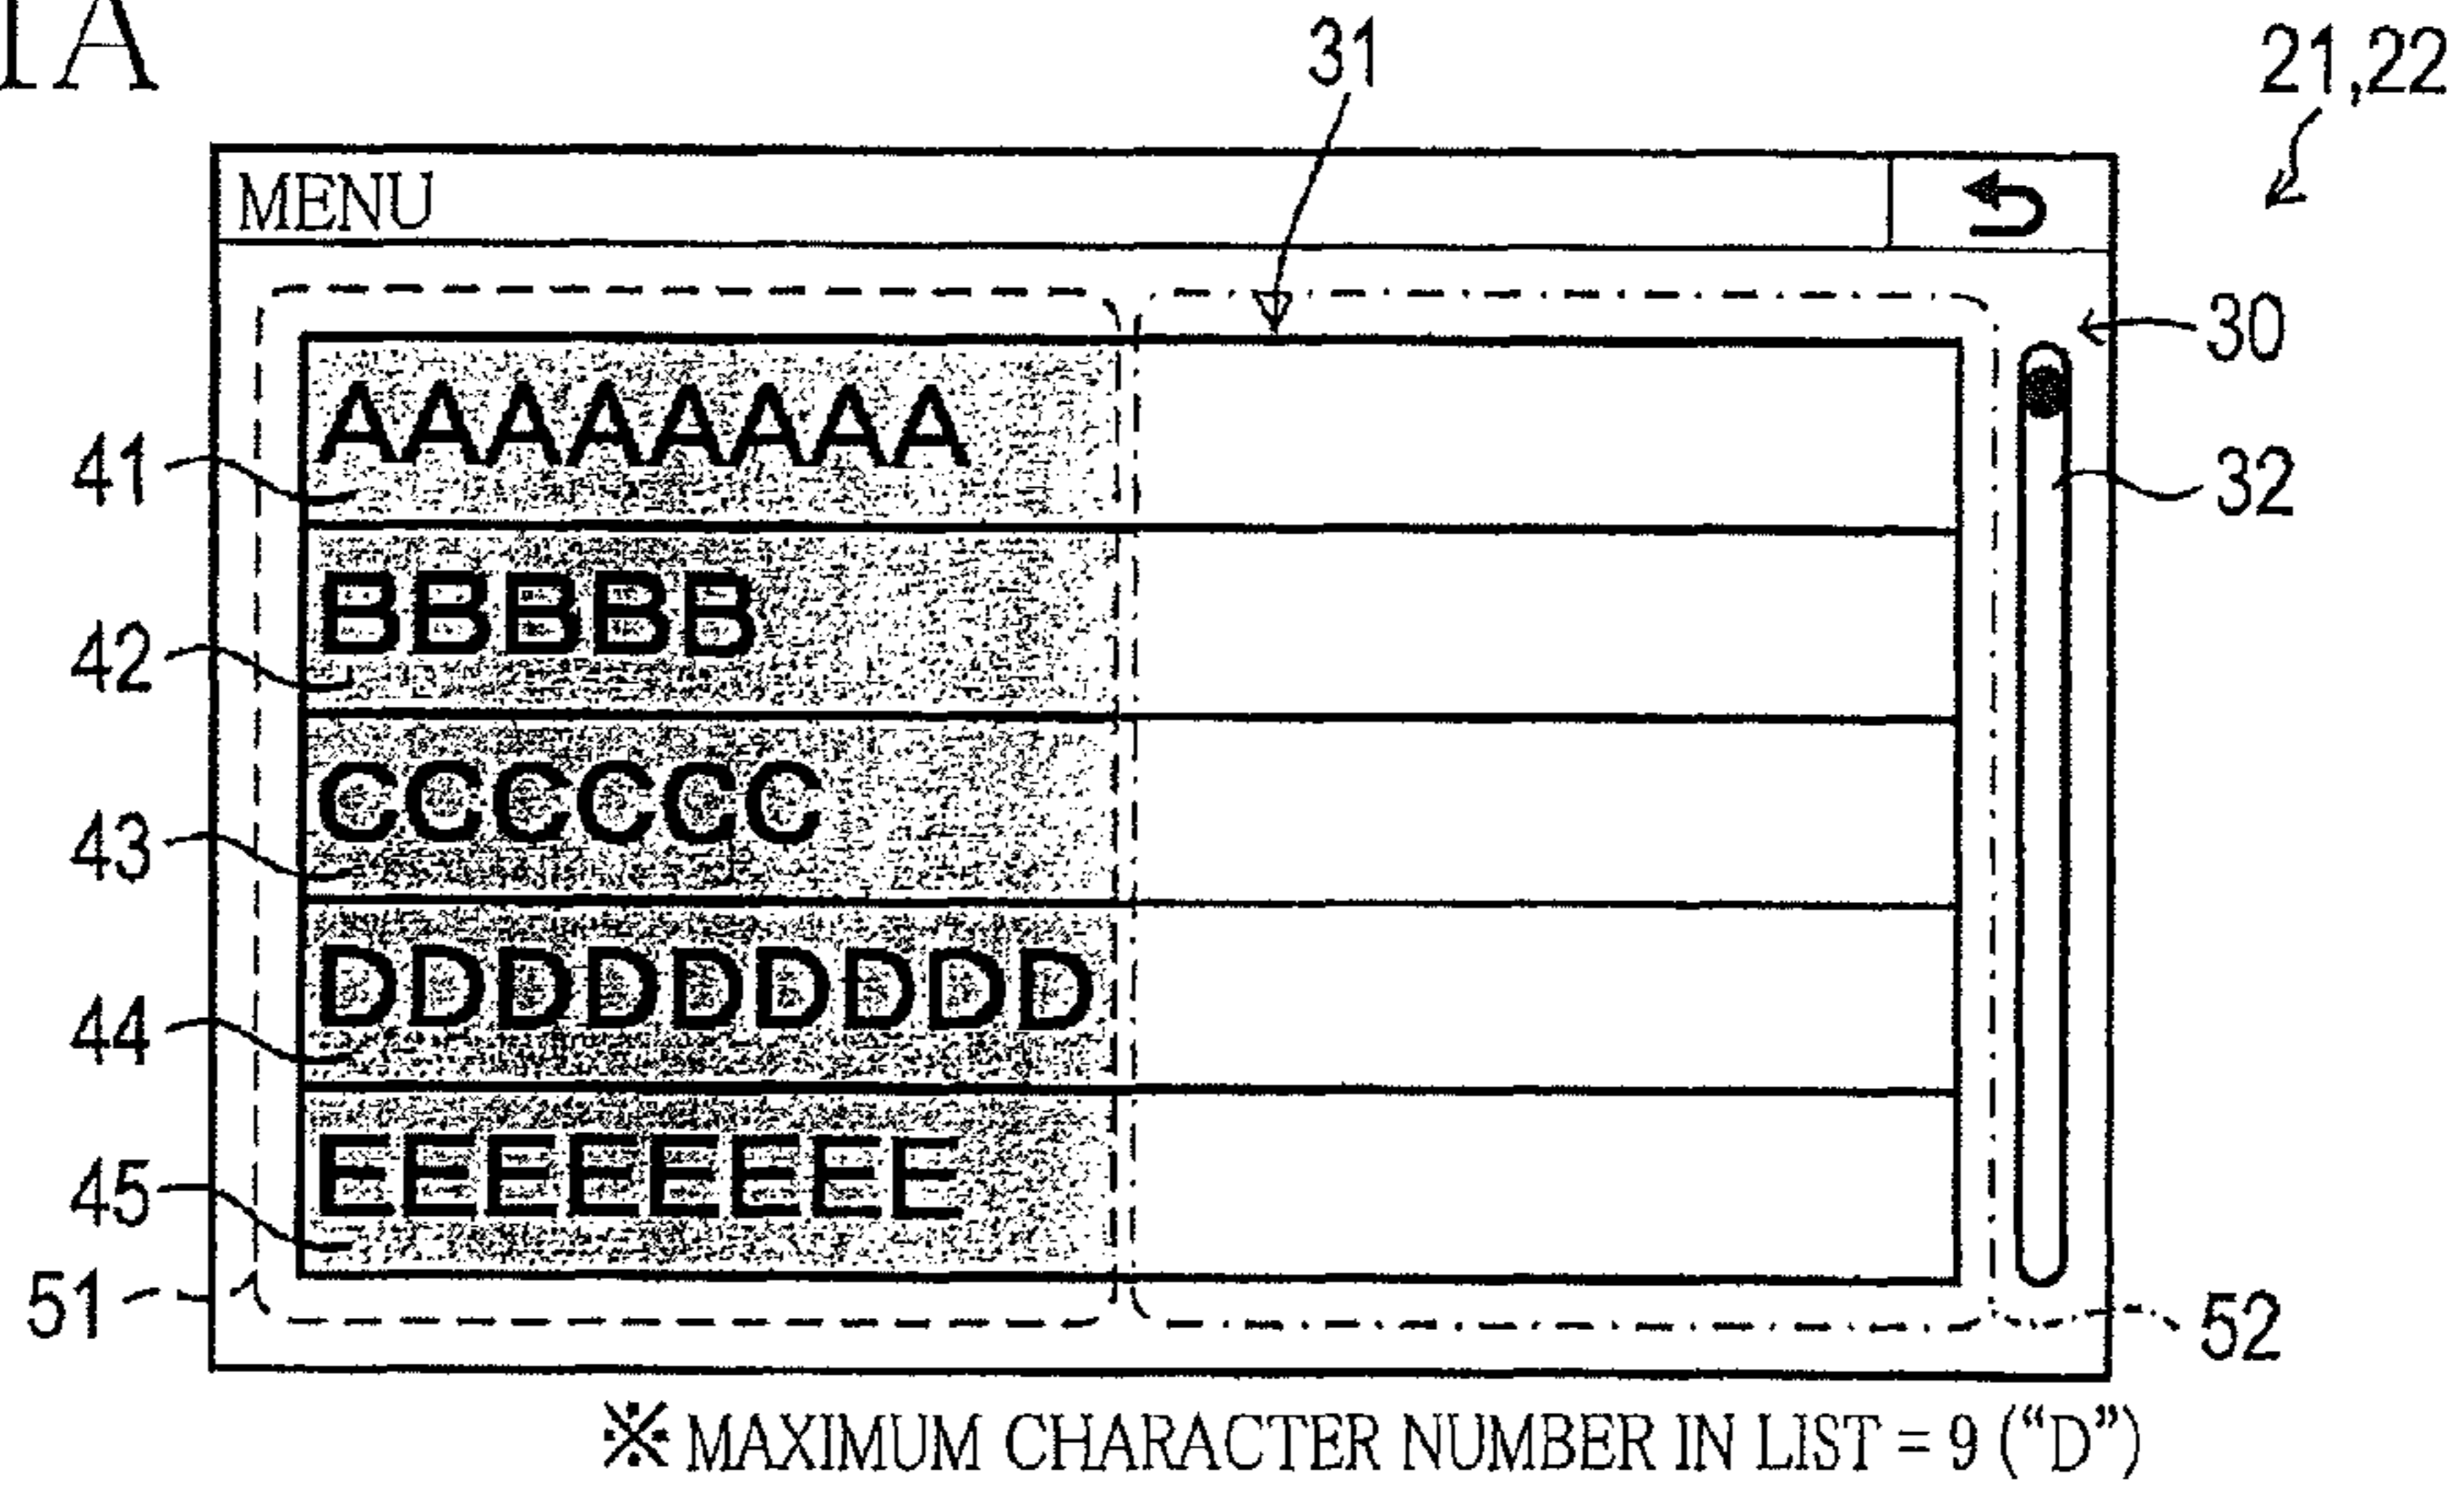 1A
31
21,22
MENU
30
AAAAAAAA
41
32
BBBBB
42
CCCCCC
43
DDDDDDDDD
44
EEEEEEEE
45
51
52
※ MAXIMUM CHARACTER NUMBER IN LIST = 9 (“D”)